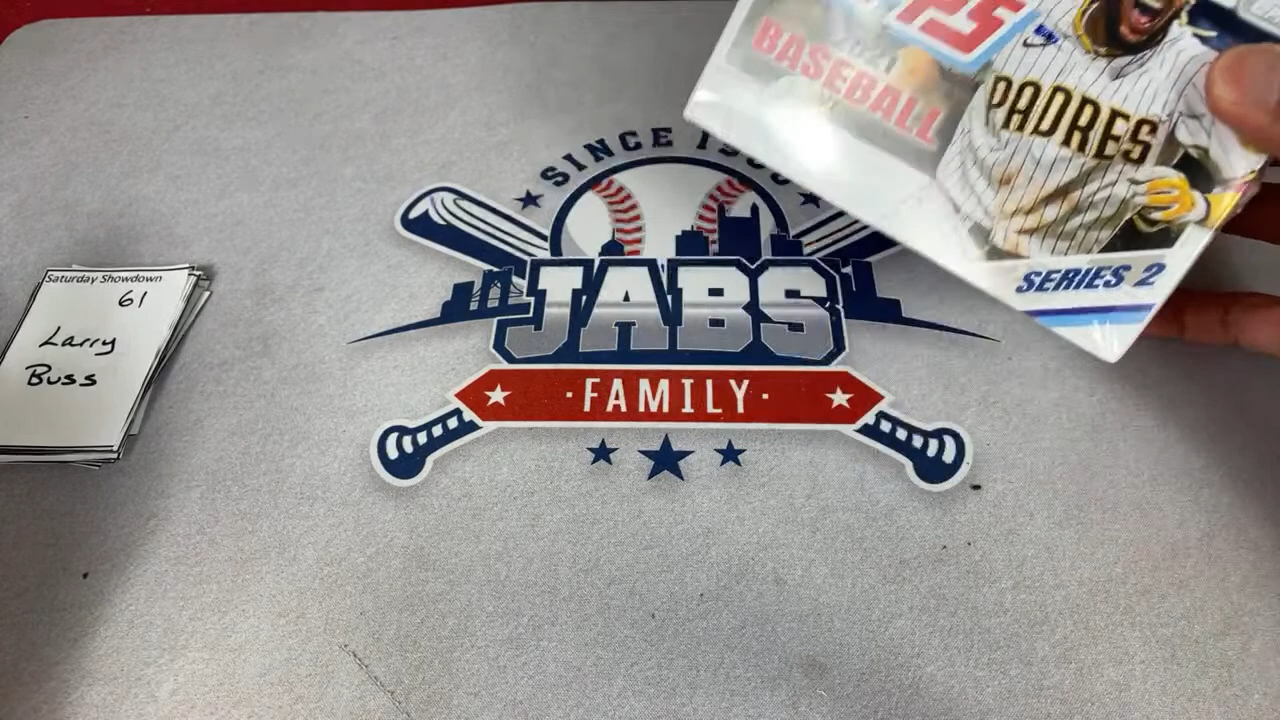 Saturday Showdown
61
Larry
Buss
SINCE
JABS
·FAMILY·
BASEBALL
PADRES
SERIES 2